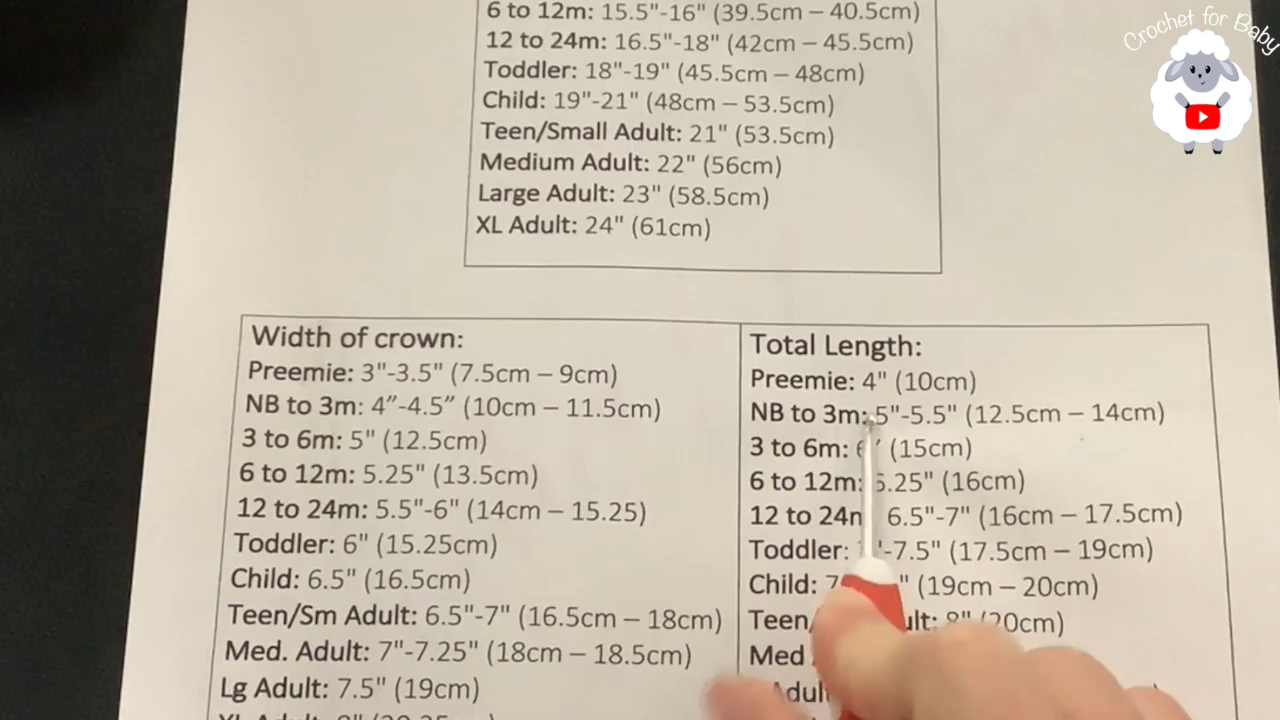 Crochet for Baby
6 to 12m: 15.5"-16" (39.5cm – 40.5cm)
12 to 24m: 16.5"-18" (42cm – 45.5cm)
Toddler: 18"-19" (45.5cm – 48cm)
Child: 19"-21" (48cm – 53.5cm)
Teen/Small Adult: 21" (53.5cm)
Medium Adult: 22" (56cm)
Large Adult: 23" (58.5cm)
XL Adult: 24" (61cm)
Width of crown:
Preemie: 3"-3.5" (7.5cm – 9cm)
NB to 3m: 4”-4.5” (10cm – 11.5cm)
3 to 6m: 5" (12.5cm)
6 to 12m: 5.25" (13.5cm)
12 to 24m: 5.5"-6" (14cm – 15.25)
Toddler: 6" (15.25cm)
Child: 6.5" (16.5cm)
Teen/Sm Adult: 6.5"-7" (16.5cm – 18cm)
Med. Adult: 7"-7.25" (18cm – 18.5cm)
Lg Adult: 7.5" (19cm)
XL Adult: 8"
Total Length:
Preemie: 4" (10cm)
NB to 3m: 5"-5.5" (12.5cm – 14cm)
3 to 6m: (15cm)
6 to 12m: (16cm)
12 to 24m 6.5"-7" (16cm – 17.5cm)
Toddler: -7.5" (17.5cm – 19cm)
Child: (19cm – 20cm)
Teen 8" (20cm)
Med